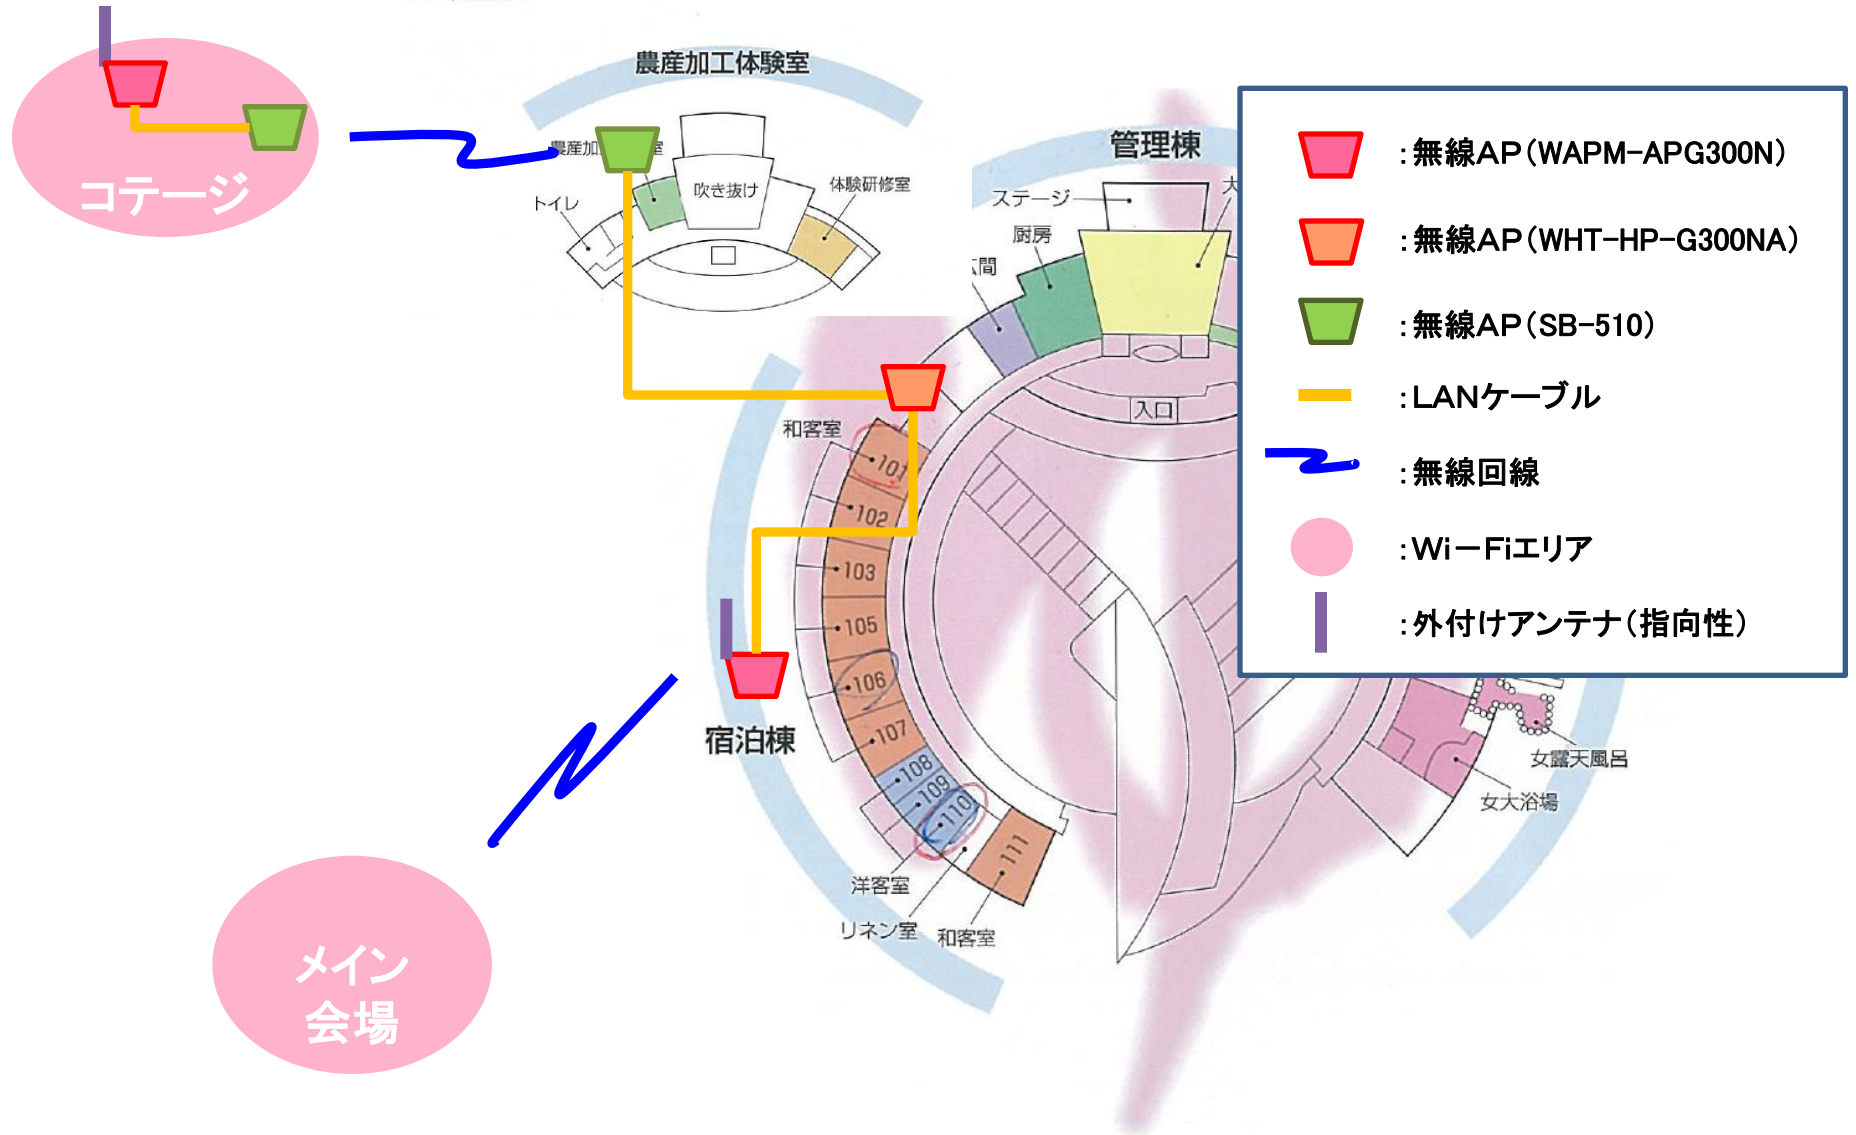 コテージ
農産加工体験室
吹き抜け
体験研修室
トイレ
管理棟
ステージ
厨房
入口
和客室
101
102
103
105
106
107
108
109
110
111
宿泊棟
洋客室
リネン室
和客室
女露天風呂
女大浴場
メイン
会場
:無線AP(WAPM-APG300N)
:無線AP(WHT-HP-G300NA)
:無線AP(SB-510)
:LANケーブル
:無線回線
:Wi-Fiエリア
:外付けアンテナ(指向性)